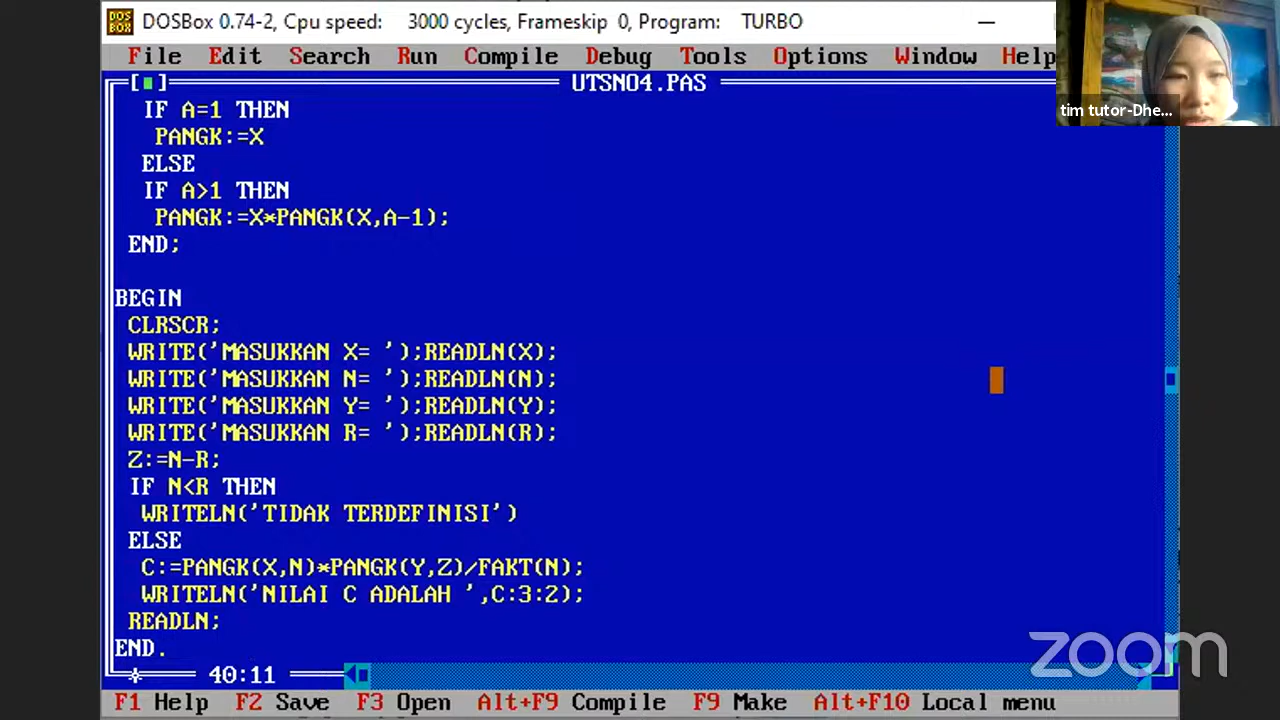 DOSBox 0.74-2, Cpu speed: 3000 cycles, Frameskip 0, Program: TURBO
File Edit Search Run Compile Debug Tools Options Window Help
[■] UTSNO4.PAS
tim tutor-Dhe...
IF A=1 THEN
PANGK:=X
ELSE
IF A>1 THEN
PANGK:=X*PANGK(X,A-1);
END;
BEGIN
CLRSCR;
WRITE('MASUKKAN X= ');READLN(X);
WRITE('MASUKKAN N= ');READLN(N);
WRITE('MASUKKAN Y= ');READLN(Y);
WRITE('MASUKKAN R= ');READLN(R);
Z:=N-R;
IF N<R THEN
WRITELN('TIDAK TERDEFINISI')
ELSE
C:=PANGK(X,N)*PANGK(Y,Z)/FAKT(N);
WRITELN('NILAI C ADALAH ',C:3:2);
READLN;
END.
40:11
F1 Help F2 Save F3 Open Alt+F9 Compile F9 Make Alt+F10 Local menu
zoom